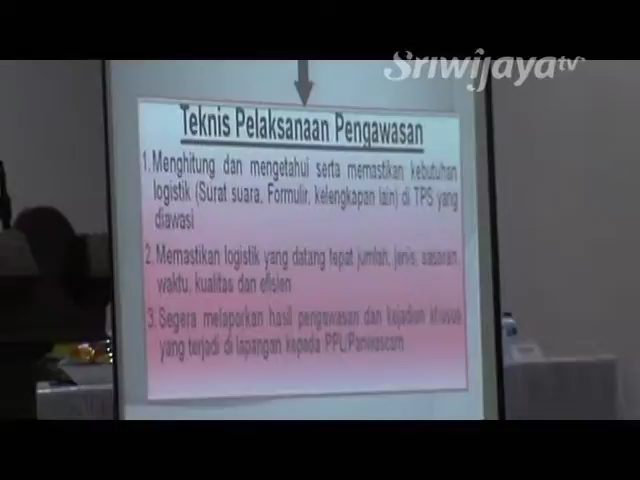 Sriwijaya tv
Teknis Pelaksanaan Pengawasan
1. Menghitung dan mengetahui serta memastikan kebutuhan
logistik (Surat suara, Formulir, kelengkapan lain) di TPS yang
diawasi
2. Memastikan logistik yang datang tepat jumlah, jenis, sasaran,
waktu, kualitas dan efisien
3. Segera melaporkan hasil pengawasan dan kejadian khusus
yang terjadi di lapangan kepada PPL/Panwascam